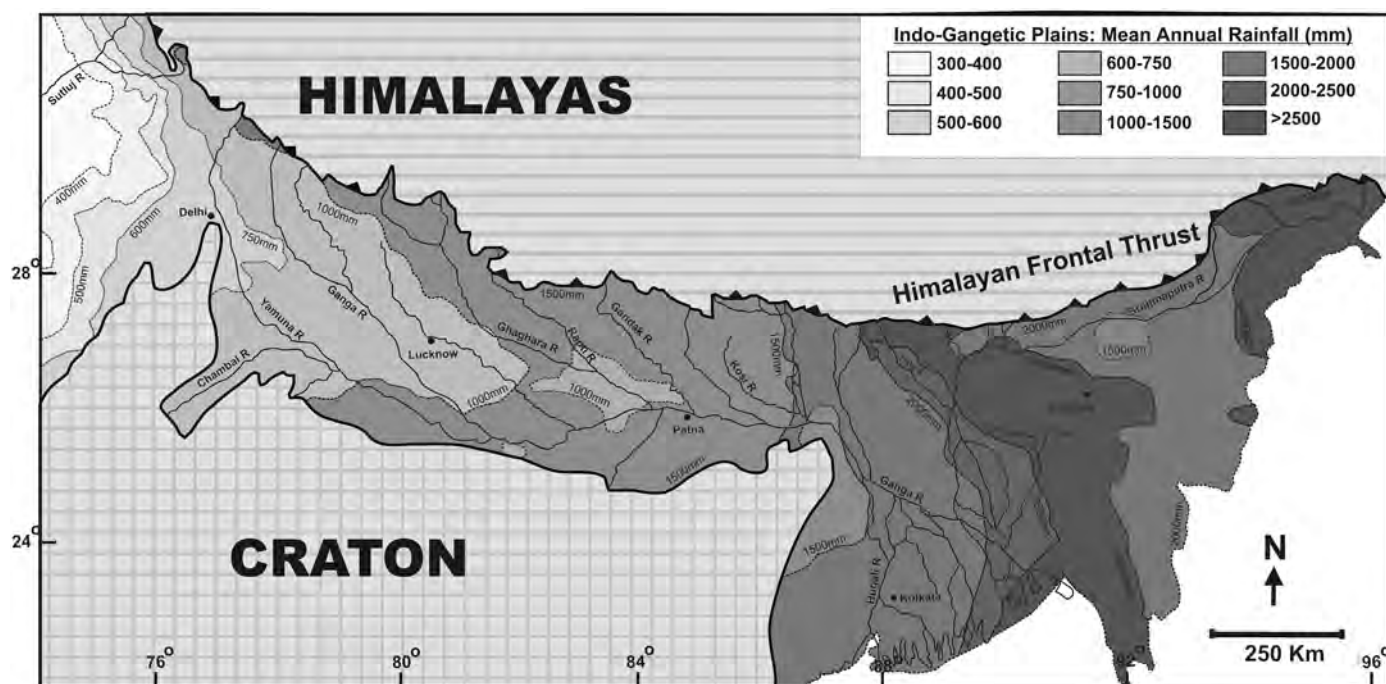 Indo-Gangetic Plains: Mean Annual Rainfall (mm)
300-400
600-750
1500-2000
400-500
750-1000
2000-2500
500-600
1000-1500
>2500
HIMALAYAS
Sutluj R
400mm
Delhi
600mm
1000mm
750mm
28°
500mm
Himalayan Frontal Thrust
1500mm
2000mm
1500mm
Yamuna R
Ganga R
Ghaghara R
Rapti R
Gandak R
1500mm
Lucknow
Kosi R
Chambal R
1000mm
1000mm
2000mm
Patna
1500mm
Ganga R
24°
CRATON
1500mm
Hugli R
Kolkata
2000mm
N
250 Km
76°
80°
84°
88°
92°
96°